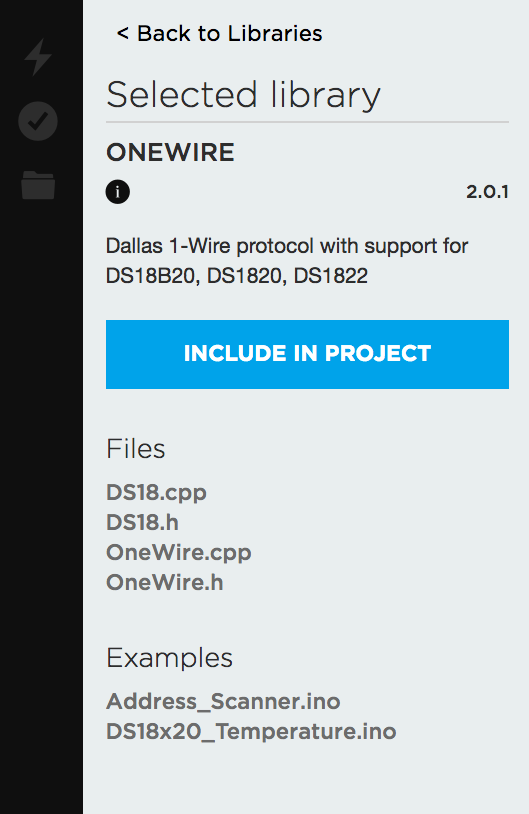 < Back to Libraries
Selected library
ONEWIRE
i 2.0.1
Dallas 1-Wire protocol with support for
DS18B20, DS1820, DS1822
INCLUDE IN PROJECT
Files
DS18.cpp
DS18.h
OneWire.cpp
OneWire.h
Examples
Address_Scanner.ino
DS18x20_Temperature.ino